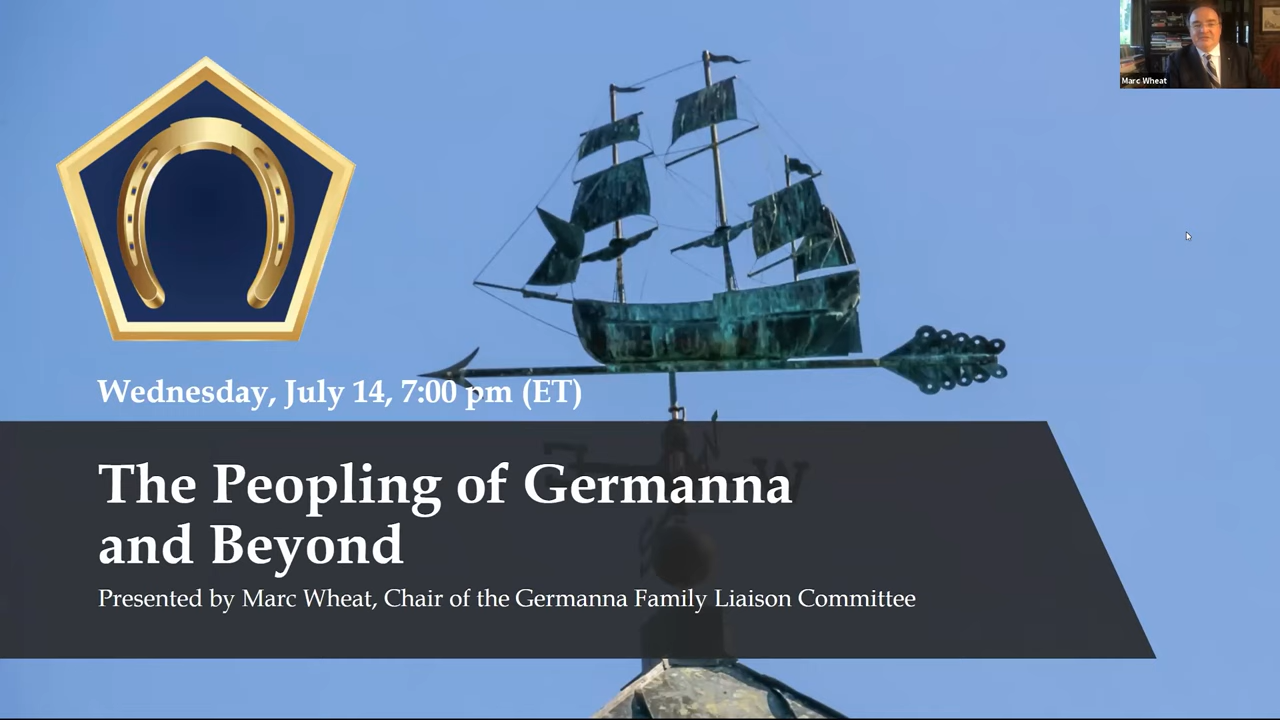 Marc Wheat
Wednesday, July 14, 7:00 pm (ET)
The Peopling of Germanna
and Beyond
Presented by Marc Wheat, Chair of the Germanna Family Liaison Committee
W